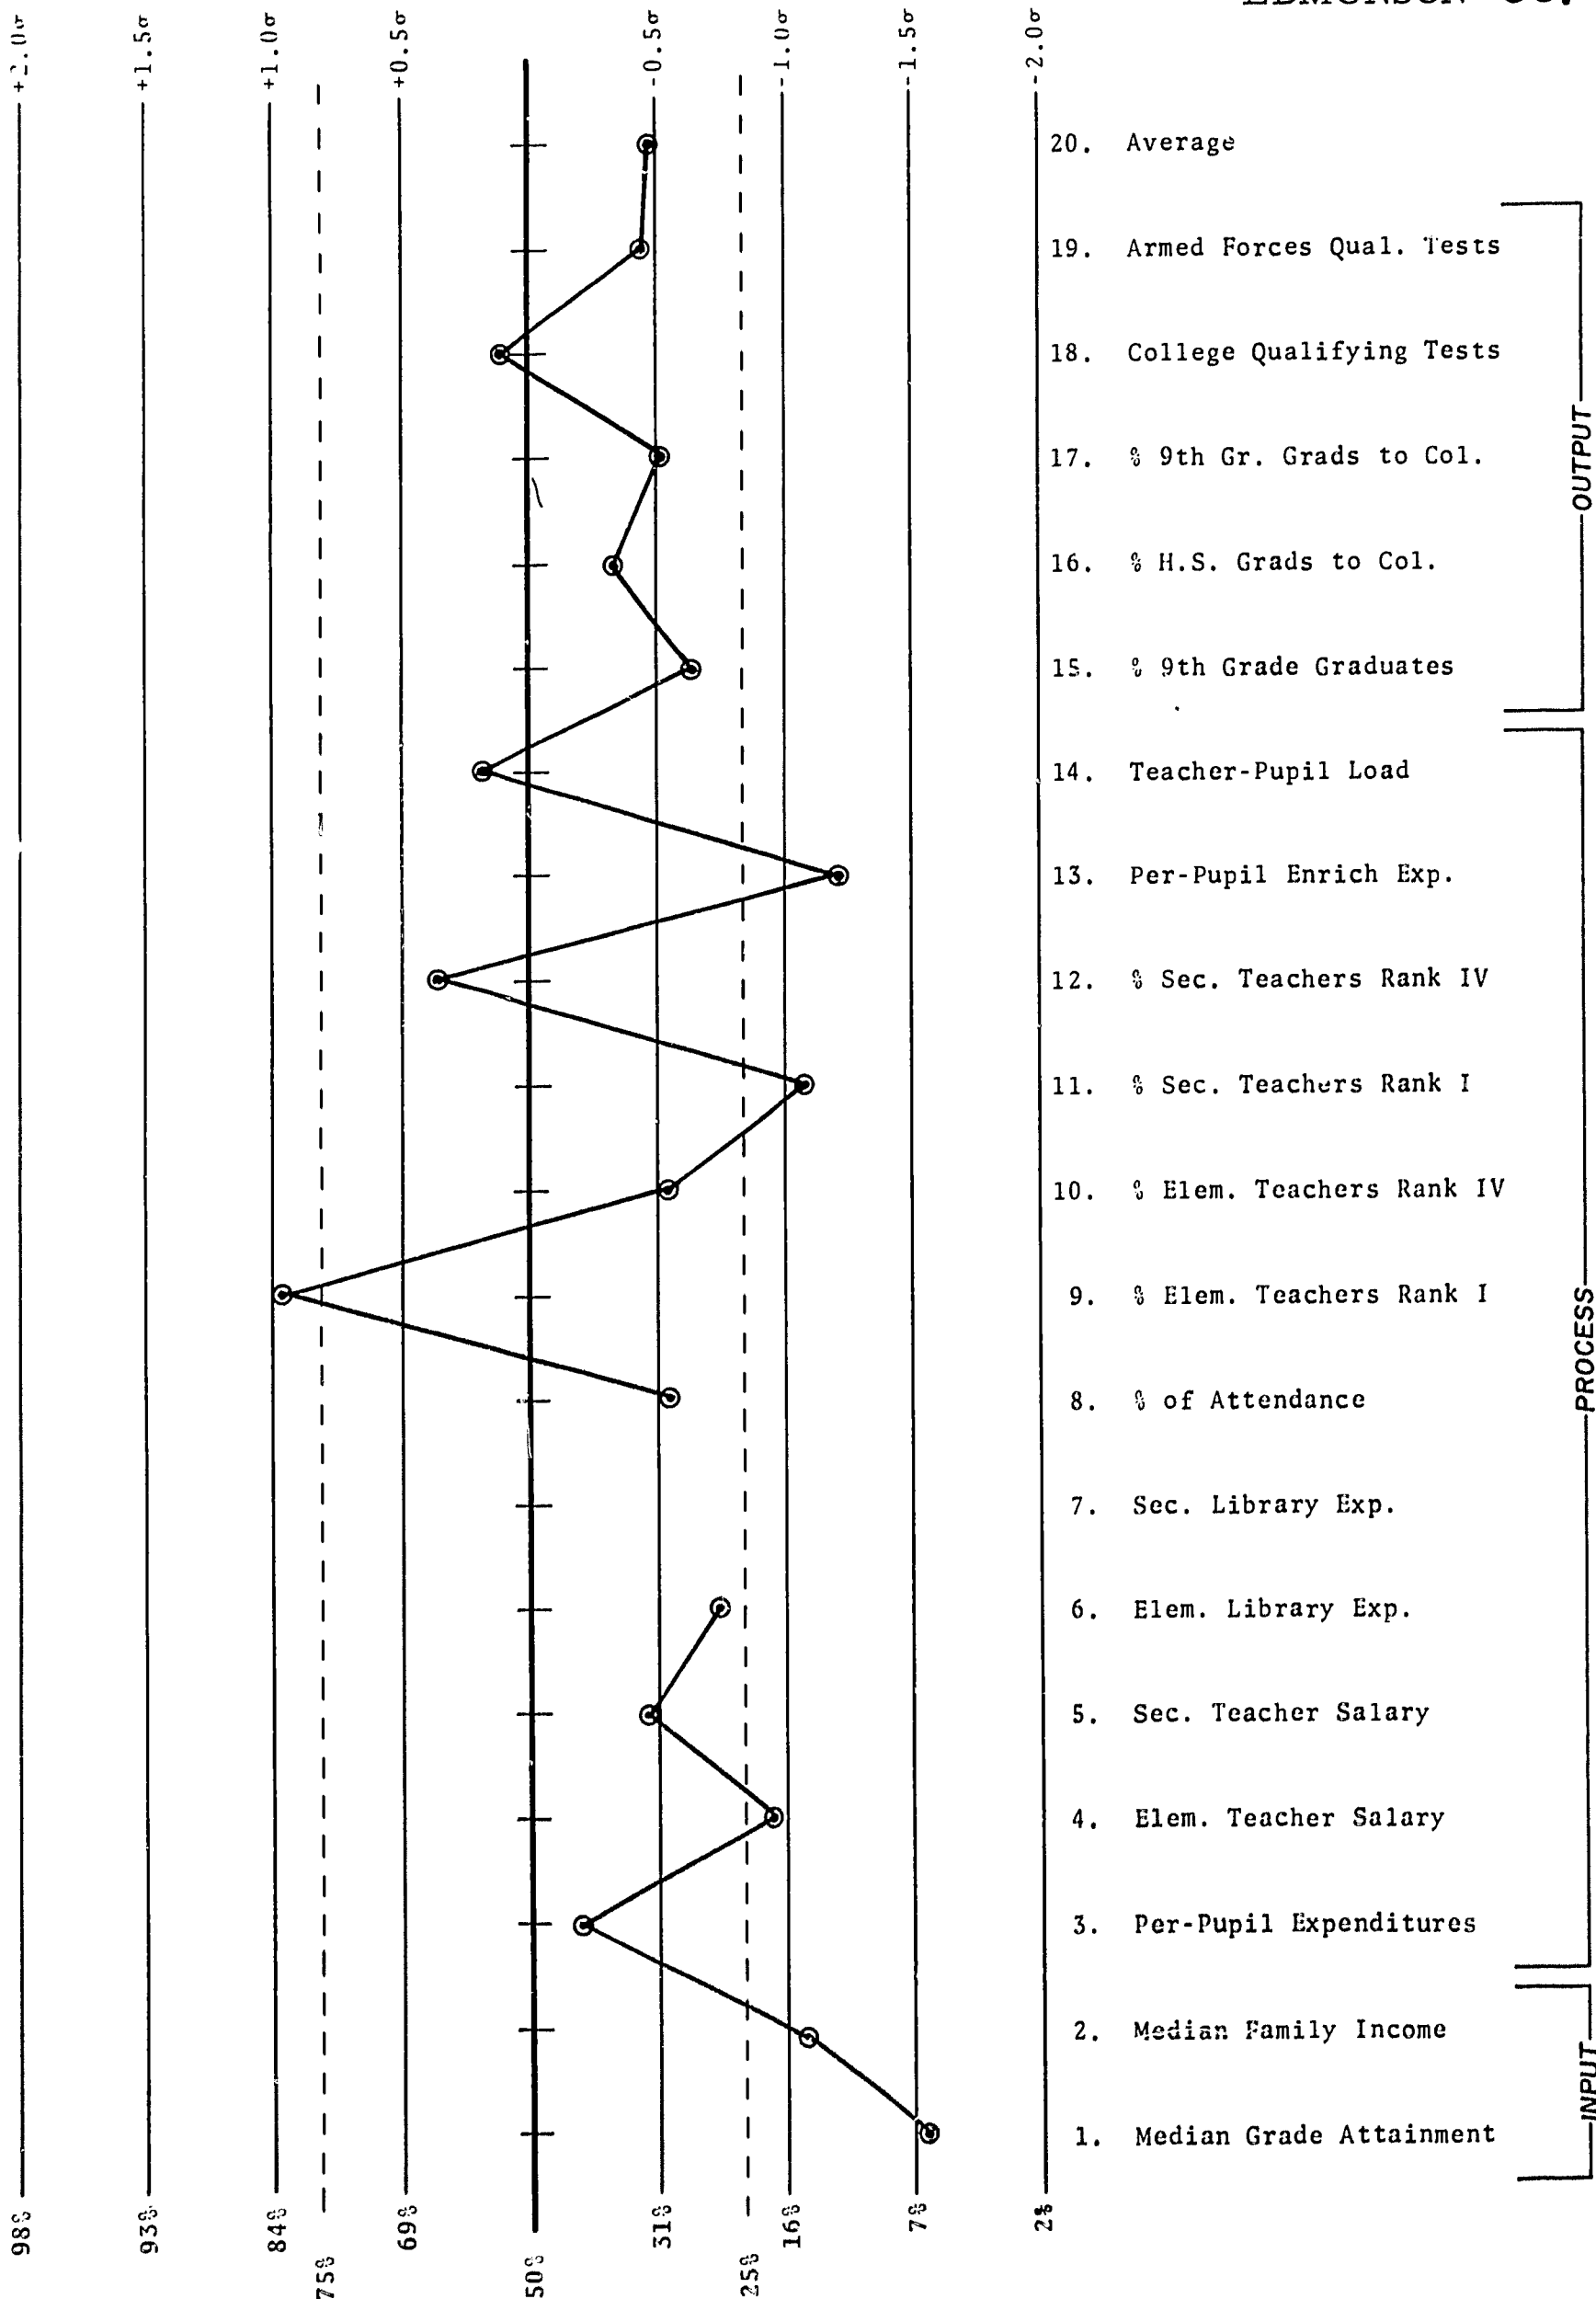 +2.0σ
+1.5σ
+1.0σ
+0.5σ
-0.5σ
-1.0σ
-1.5σ
-2.0σ
20. Average
19. Armed Forces Qual. Tests
18. College Qualifying Tests
17. % 9th Gr. Grads to Col.
16. % H.S. Grads to Col.
15. % 9th Grade Graduates
14. Teacher-Pupil Load
13. Per-Pupil Enrich Exp.
12. % Sec. Teachers Rank IV
11. % Sec. Teachers Rank I
10. % Elem. Teachers Rank IV
9. % Elem. Teachers Rank I
8. % of Attendance
7. Sec. Library Exp.
6. Elem. Library Exp.
5. Sec. Teacher Salary
4. Elem. Teacher Salary
3. Per-Pupil Expenditures
2. Median Family Income
1. Median Grade Attainment
OUTPUT
PROCESS
INPUT
98%
93%
84%
75%
69%
50%
31%
25%
16%
7%
2%